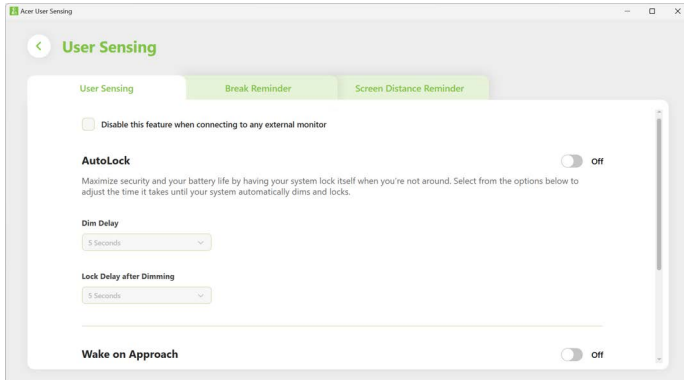 Acer User Sensing
User Sensing
User Sensing
Break Reminder
Screen Distance Reminder
Disable this feature when connecting to any external monitor
AutoLock
Off
Maximize security and your battery life by having your system lock itself when you're not around. Select from the options below to
adjust the time it takes until your system automatically dims and locks.
Dim Delay
5 Seconds
Lock Delay after Dimming
5 Seconds
Wake on Approach
Off